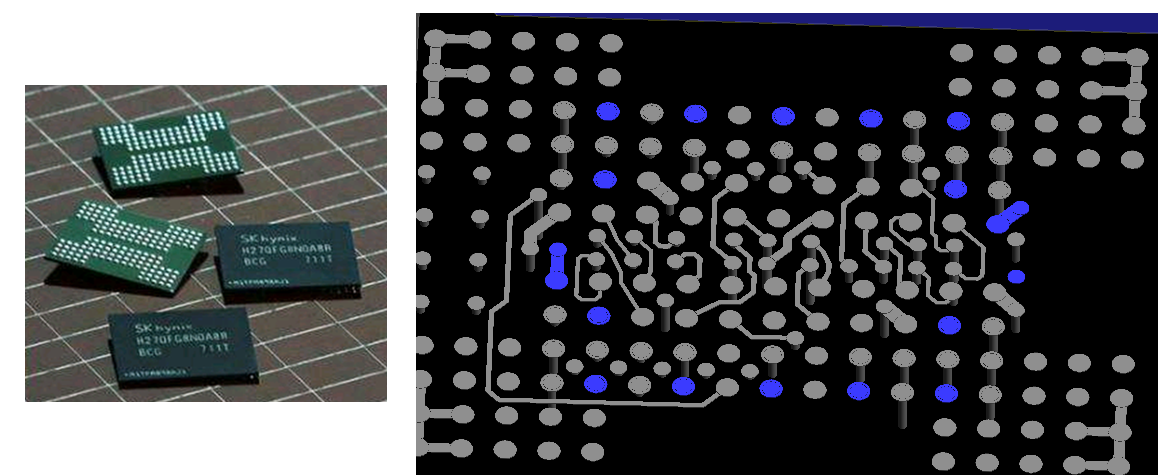 SK hynix
H27QFG8N0A8R
BCG 711T
SK hynix
H27QFG8N0A8R
BCG 711T